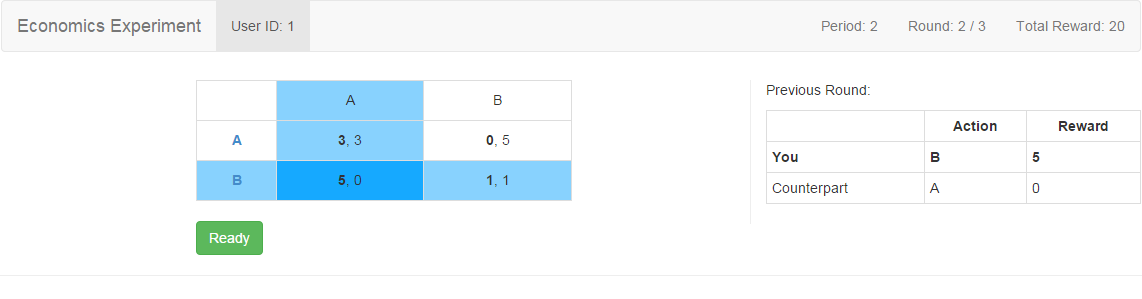 Economics Experiment User ID: 1 Period: 2 Round: 2 / 3 Total Reward: 20
A B
A 3, 3 0, 5
B 5, 0 1, 1
Ready
Previous Round:
Action Reward
You B 5
Counterpart A 0